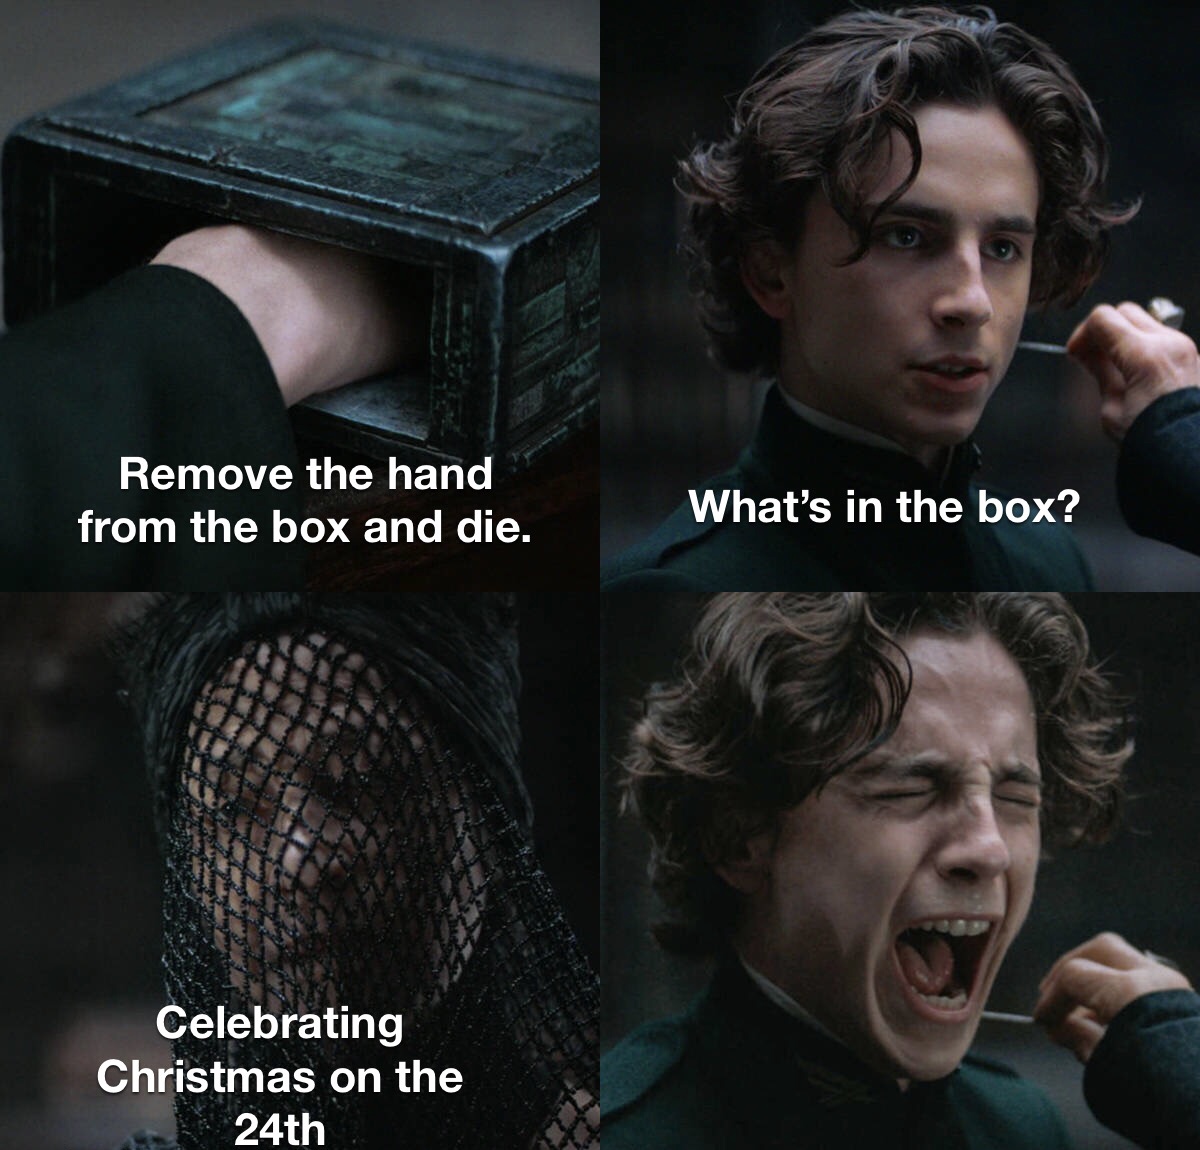 Remove the hand
from the box and die.
What’s in the box?
Celebrating
Christmas on the
24th